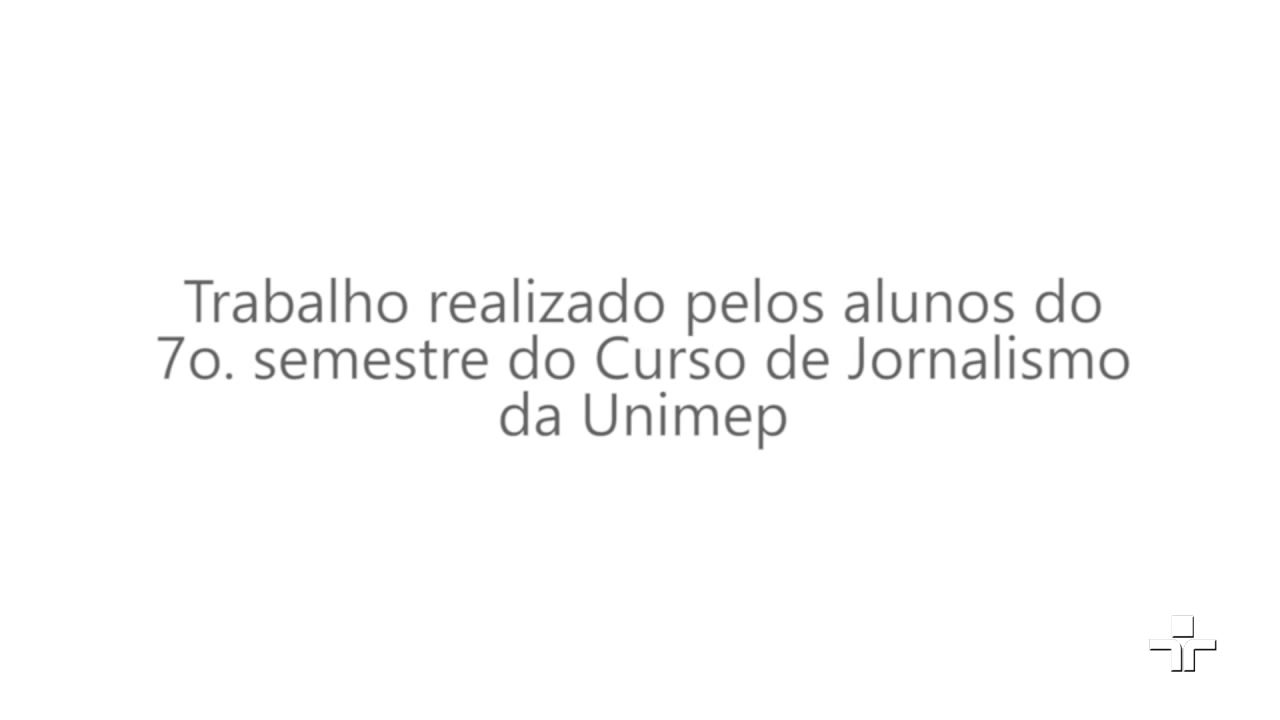 Trabalho realizado pelos alunos do
7o. semestre do Curso de Jornalismo
da Unimep